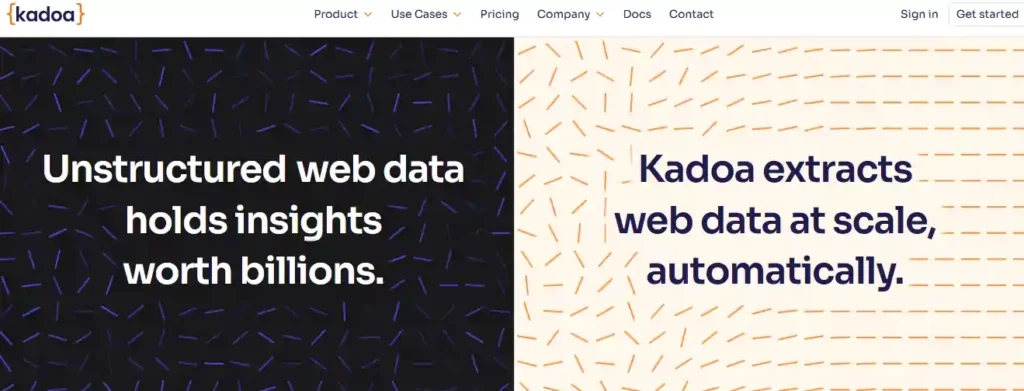 {kadoa}
Product
Use Cases
Pricing
Company
Docs
Contact
Sign in
Get started
Unstructured web data
holds insights
worth billions.
Kadoa extracts
web data at scale,
automatically.